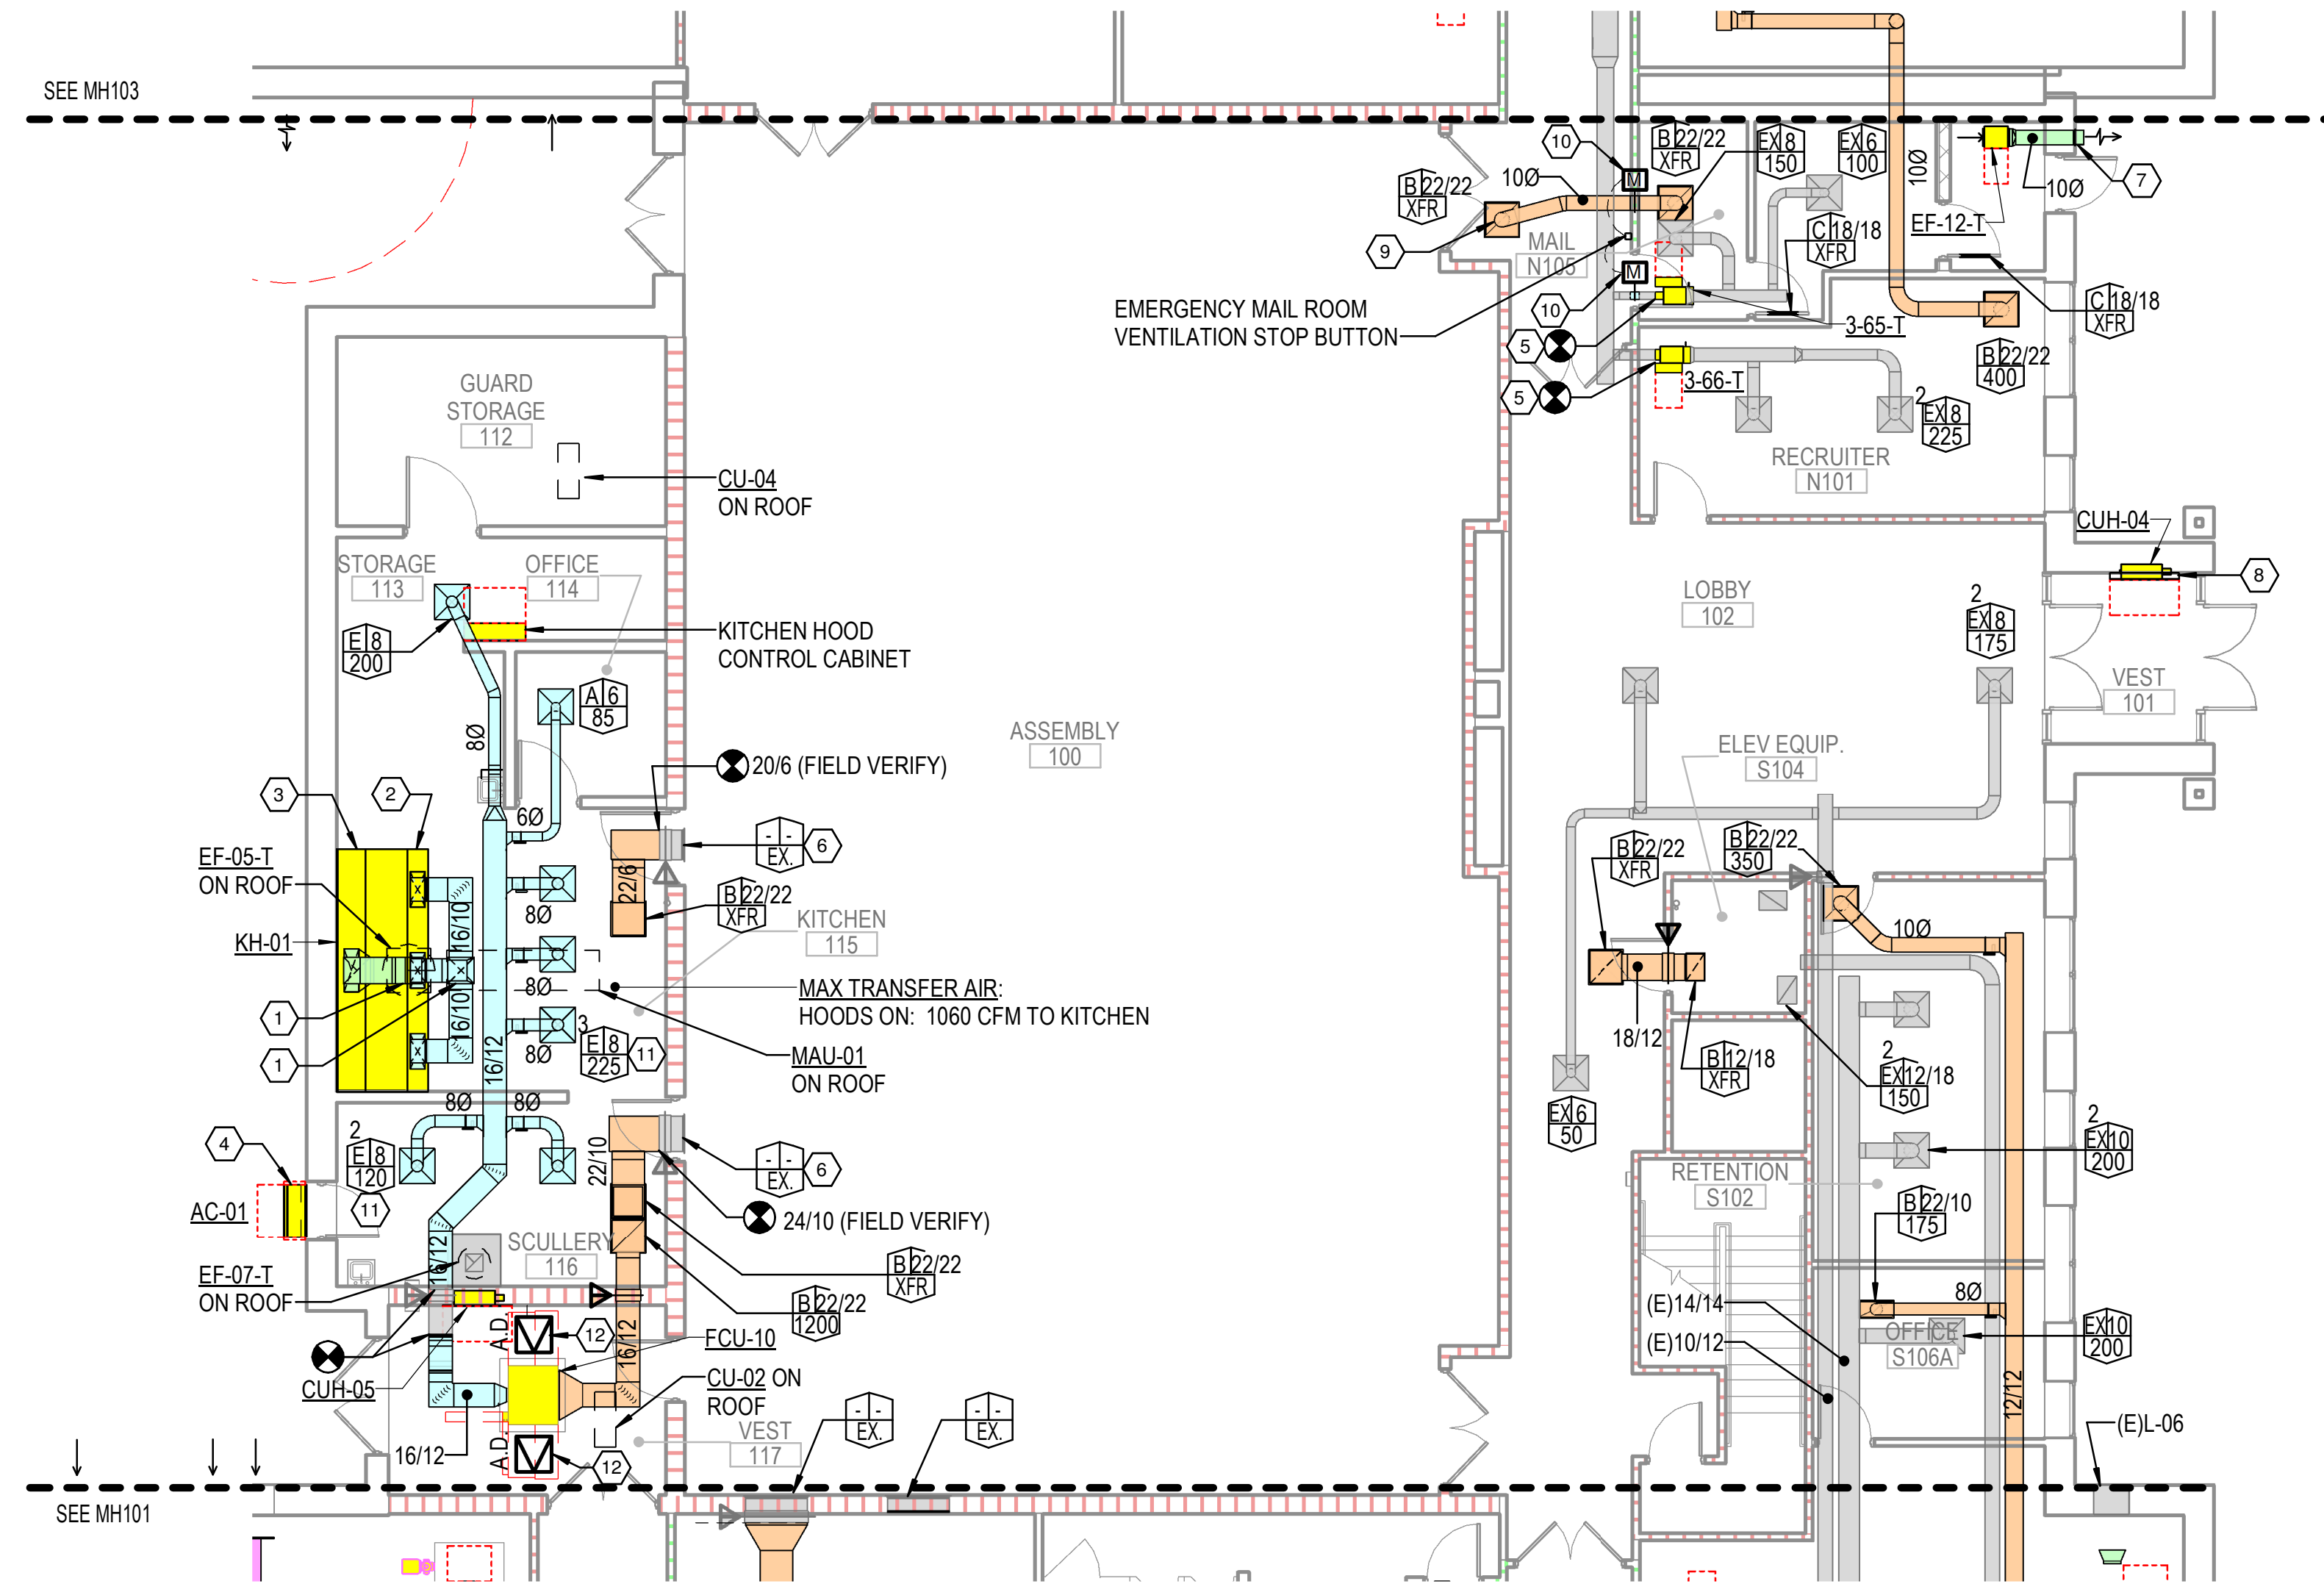 SEE MH103
10
B 22/22
XFR
EX 8
150
EX 6
100
10Ø
10Ø
7
B 22/22
XFR
10Ø
M
EF-12-T
C 18/18
XFR
9
MAIL
N105
M
C 18/18
XFR
EMERGENCY MAIL ROOM
VENTILATION STOP BUTTON
10
3-65-T
5
B 22/22
400
5
3-66-T
2
EX 8
225
GUARD
STORAGE
112
RECRUITER
N101
CU-04
ON ROOF
CUH-04
8
STORAGE
113
OFFICE
114
LOBBY
102
2
EX 8
175
E 8
200
KITCHEN HOOD
CONTROL CABINET
VEST
101
A 6
85
8Ø
ASSEMBLY
100
ELEV EQUIP.
S104
20/6 (FIELD VERIFY)
3
2
6Ø
- -
EX.
6
B 22/22
XFR
B 22/22
350
EF-05-T
ON ROOF
22/6
B 22/22
XFR
8Ø
KITCHEN
115
10Ø
KH-01
16/10
8Ø
MAX TRANSFER AIR:
HOODS ON: 1060 CFM TO KITCHEN
1
16/10
3
E 8
225
11
8Ø
18/12
1
16/12
MAU-01
ON ROOF
B 12/18
XFR
2
EX 12/18
150
8Ø
8Ø
EX 6
50
4
2
E 8
120
22/10
- -
EX.
6
2
EX 10
200
RETENTION
S102
B 22/10
175
AC-01
11
24/10 (FIELD VERIFY)
16/12
SCULLERY
116
B 22/22
XFR
EF-07-T
ON ROOF
B 22/22
1200
(E)14/14
8Ø
A.D.
12
16/12
FCU-10
(E)10/12
OFFICE
S106A
EX 10
200
CUH-05
CU-02 ON
ROOF
- -
EX.
- -
EX.
12/12
16/12
A.D.
12
VEST
117
(E)L-06
SEE MH101